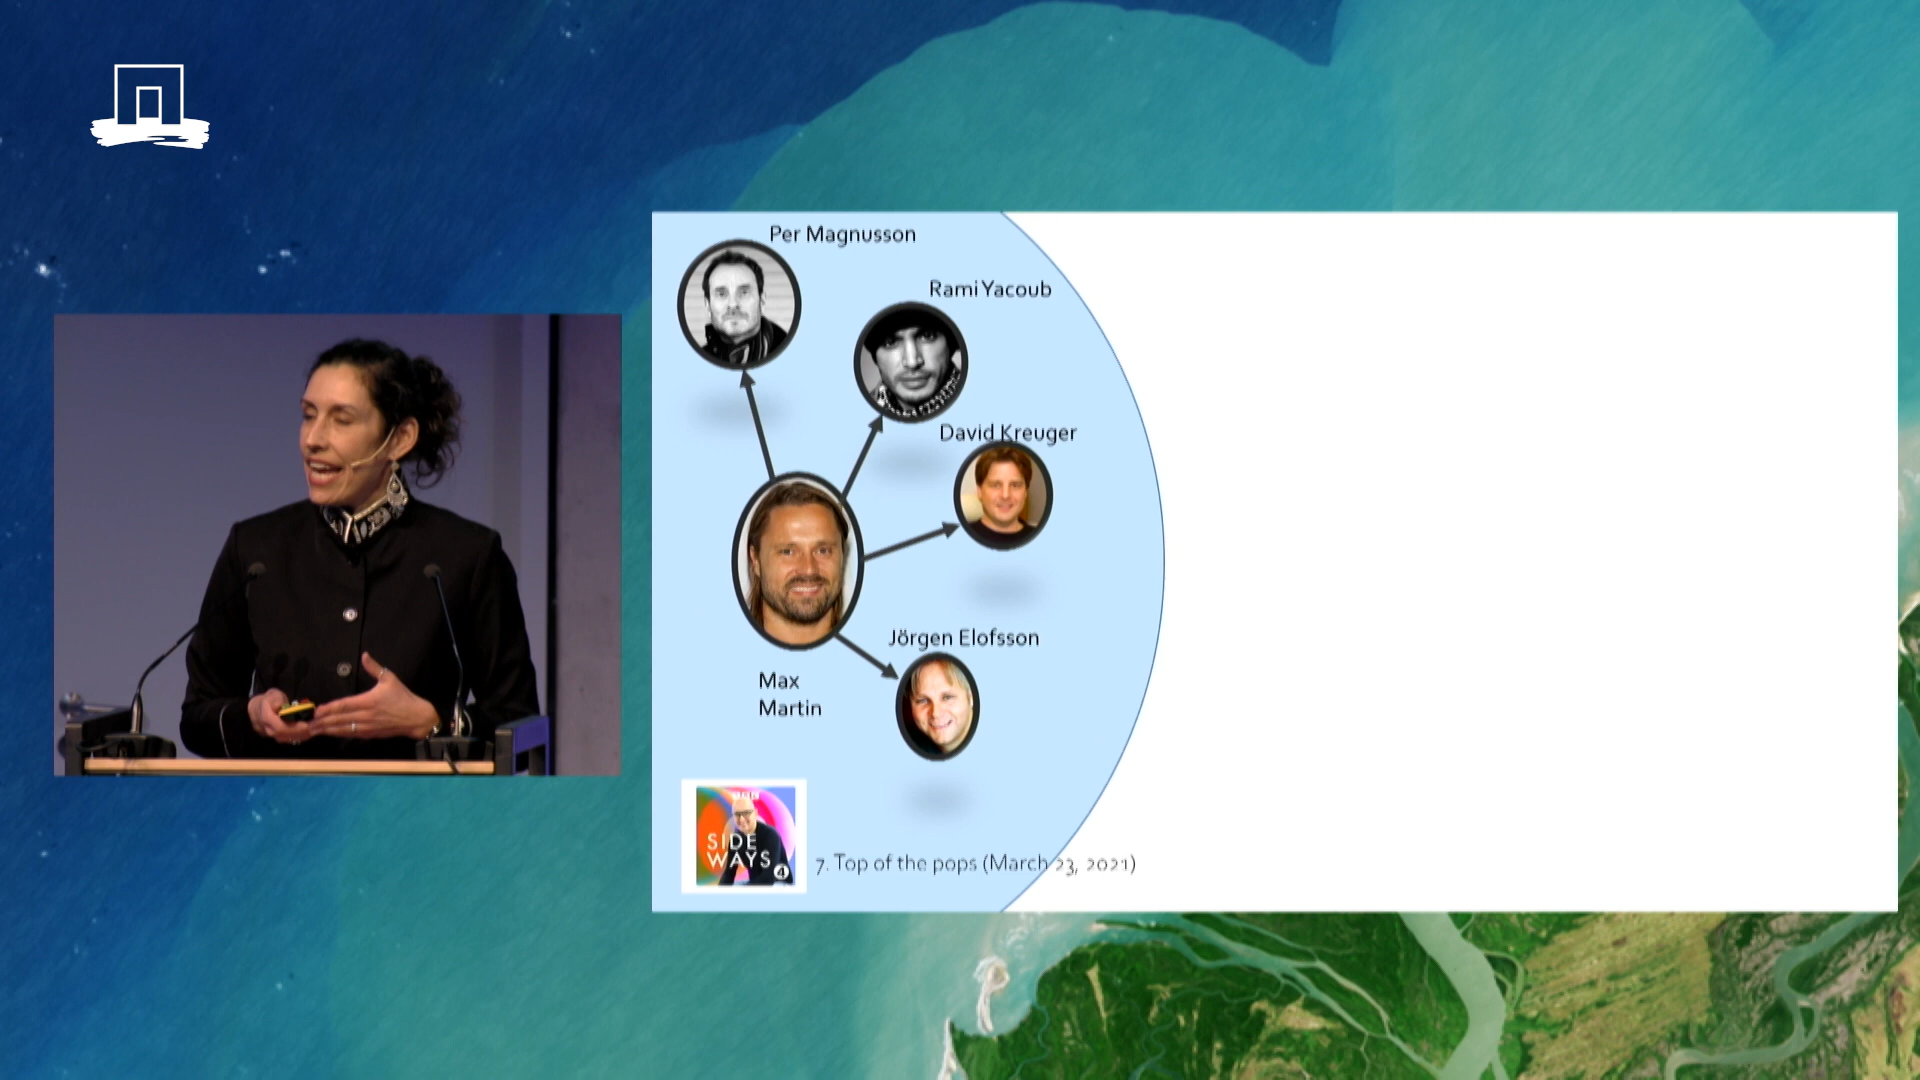 Per Magnusson
Rami Yacoub
David Kreuger
Jörgen Elofsson
Max
Martin
SIDE
WAYS
4
7. Top of the pops (March 23, 2021)